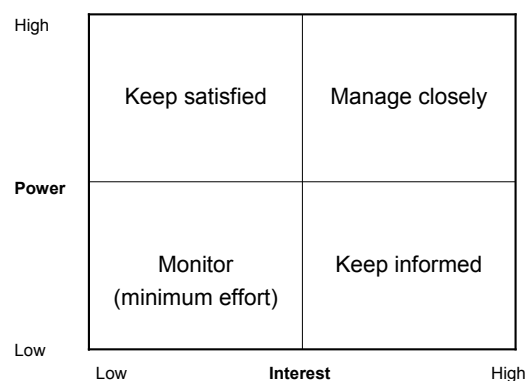 High
Keep satisfied
Manage closely
Power
Monitor
(minimum effort)
Keep informed
Low
Low
Interest
High